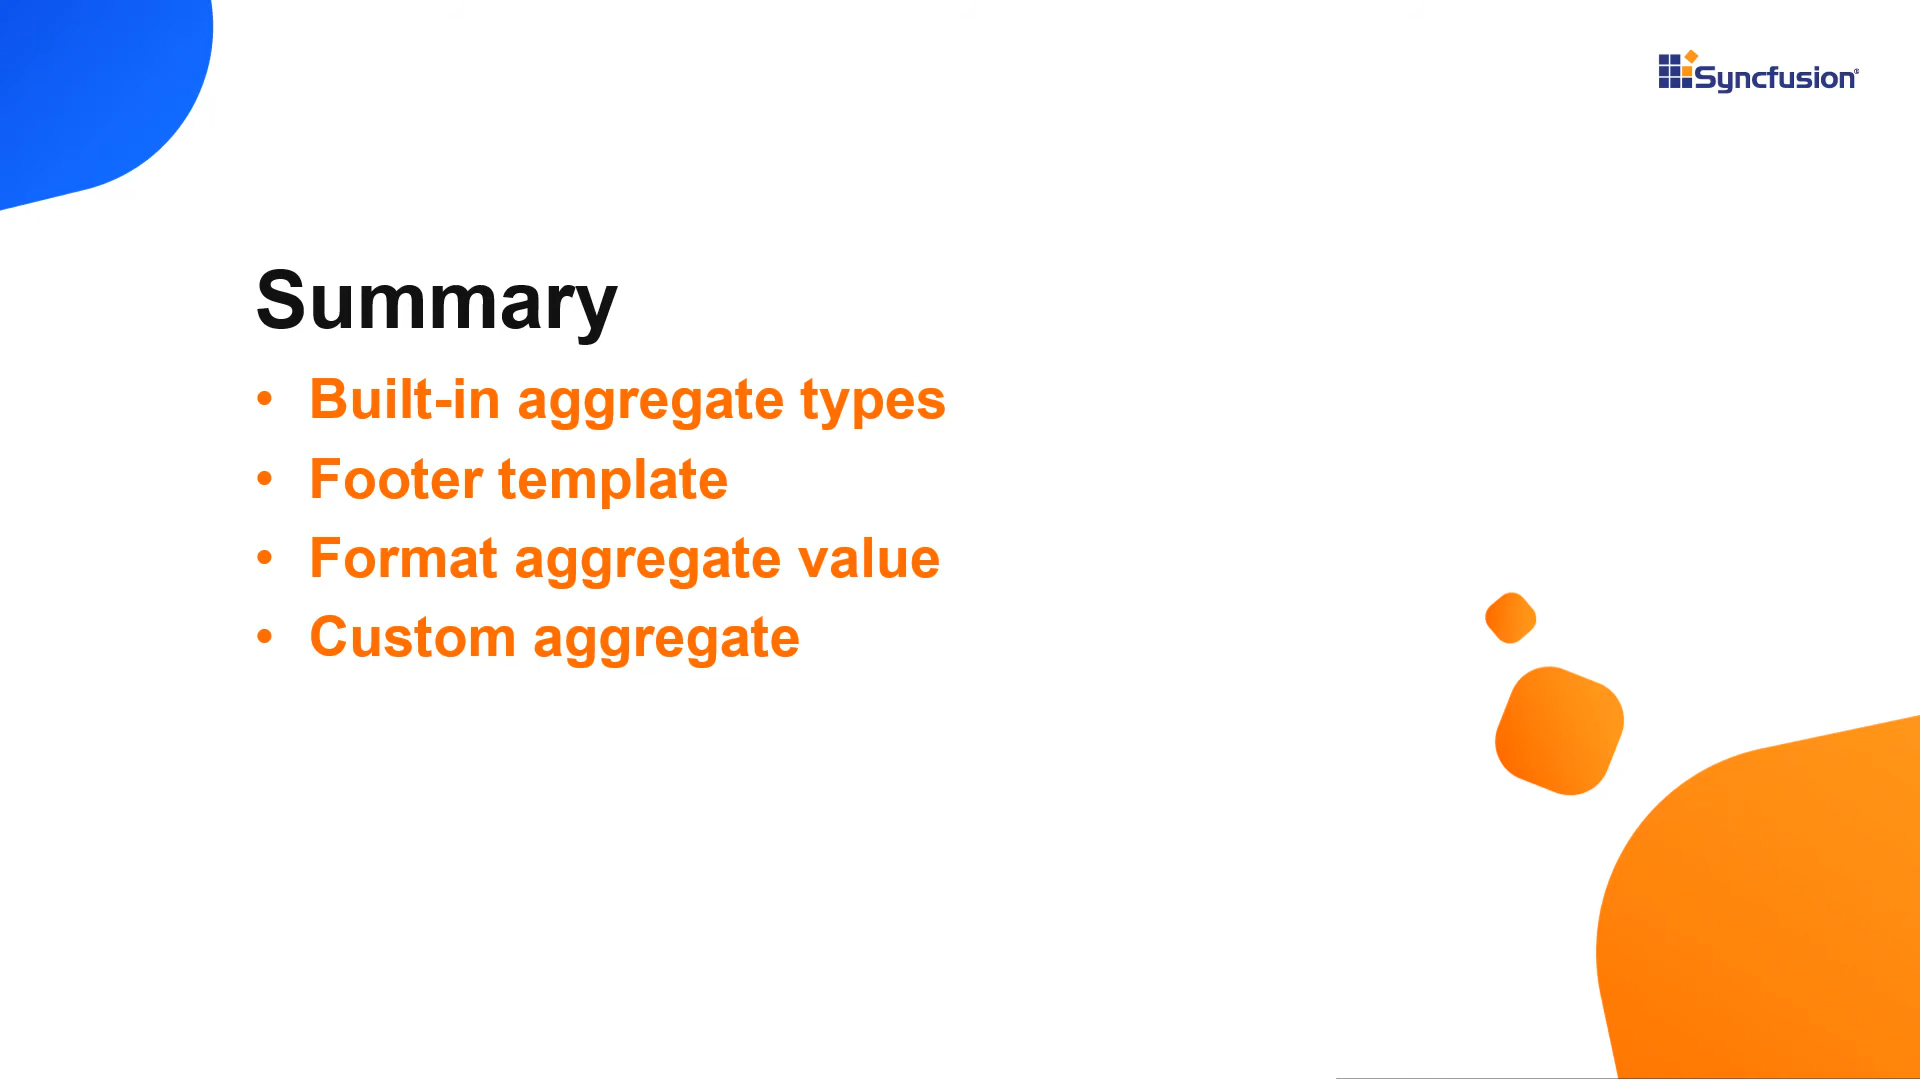 Syncfusion®
Summary
• Built-in aggregate types
• Footer template
• Format aggregate value
• Custom aggregate